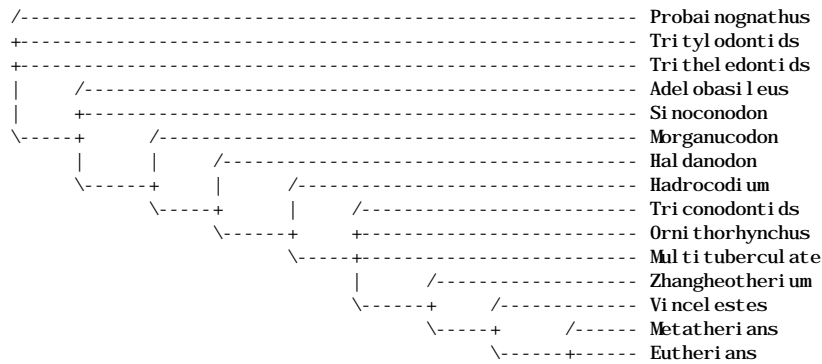 Probainognathus
Tritylodontids
Tritheledontids
Adelobasileus
Sinoconodon
Morganucodon
Haldanodon
Hadrocodium
Triconodontids
Ornithorhynchus
Multituberculate
Zhangheotherium
Vincelestes
Metatherians
Eutherians